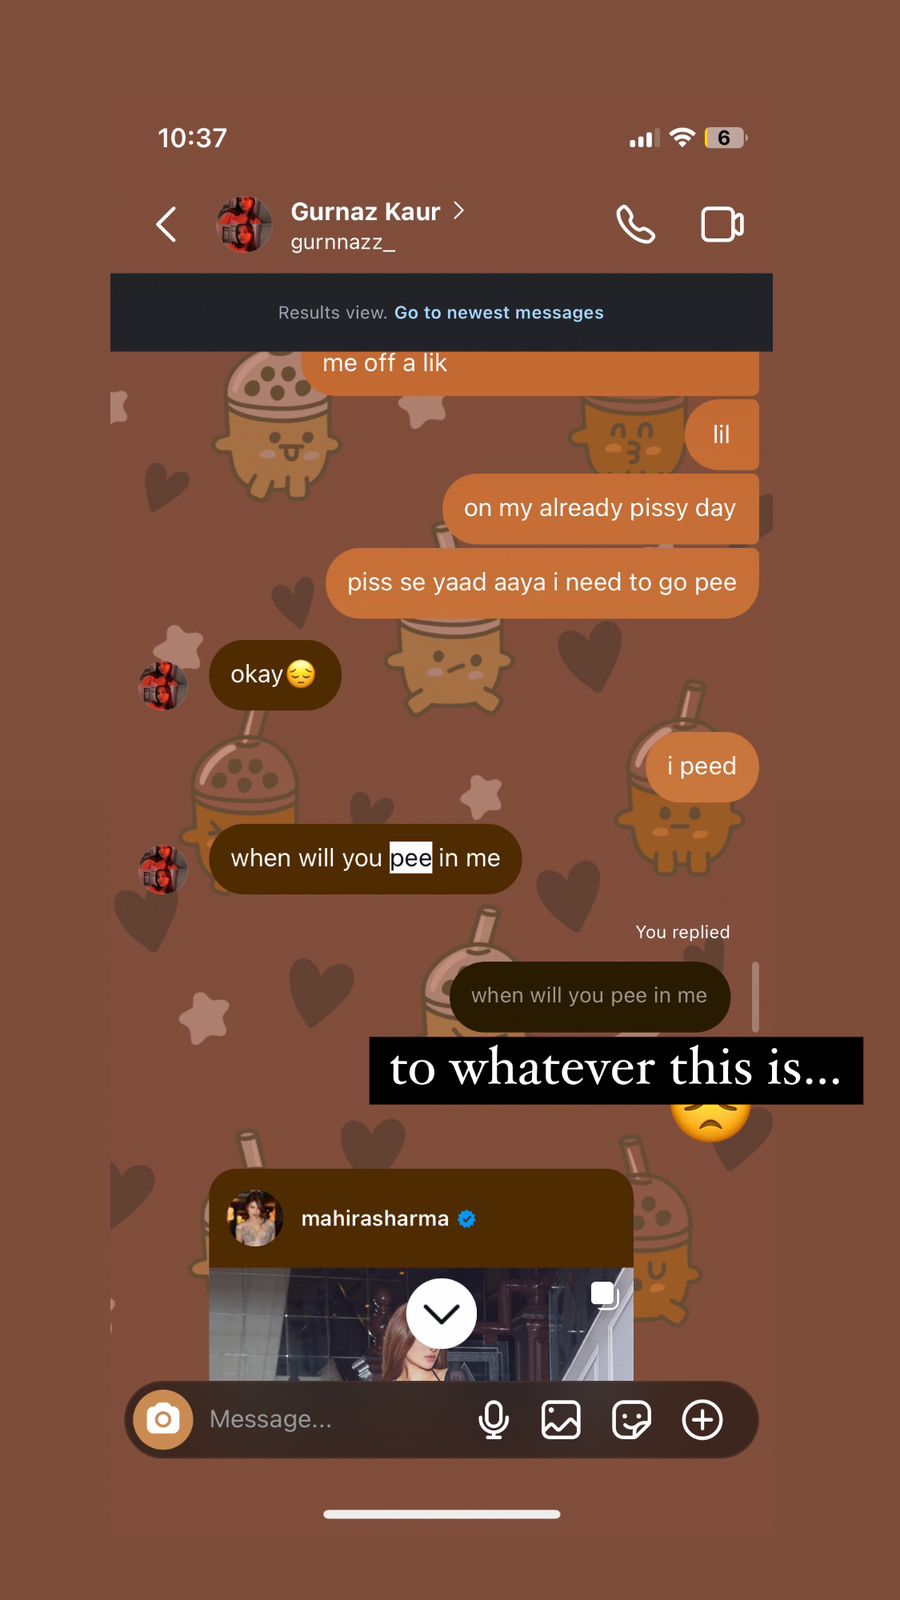 10:37
6
Gurnaz Kaur
gurnnazz_
Results view. Go to newest messages
me off a lik
lil
on my already pissy day
piss se yaad aaya i need to go pee
okay😔
i peed
when will you pee in me
You replied
when will you pee in me
to whatever this is...
mahirasharma
Message...